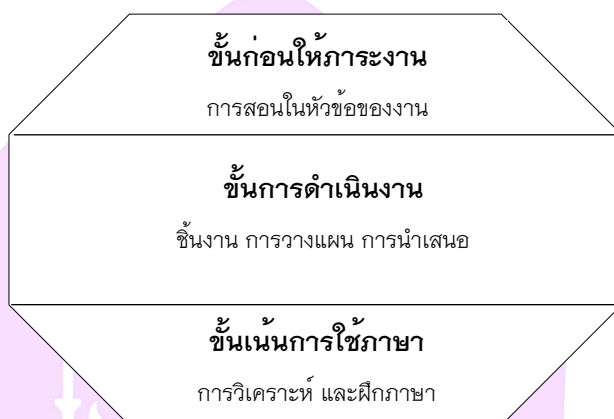 ขั้นก่อนให้ภาระงาน
การสอนในหัวข้อของงาน
ขั้นการดำเนินงาน
ชิ้นงาน การวางแผน การนำเสนอ
ขั้นเน้นการใช้ภาษา
การวิเคราะห์ และฝึกภาษา